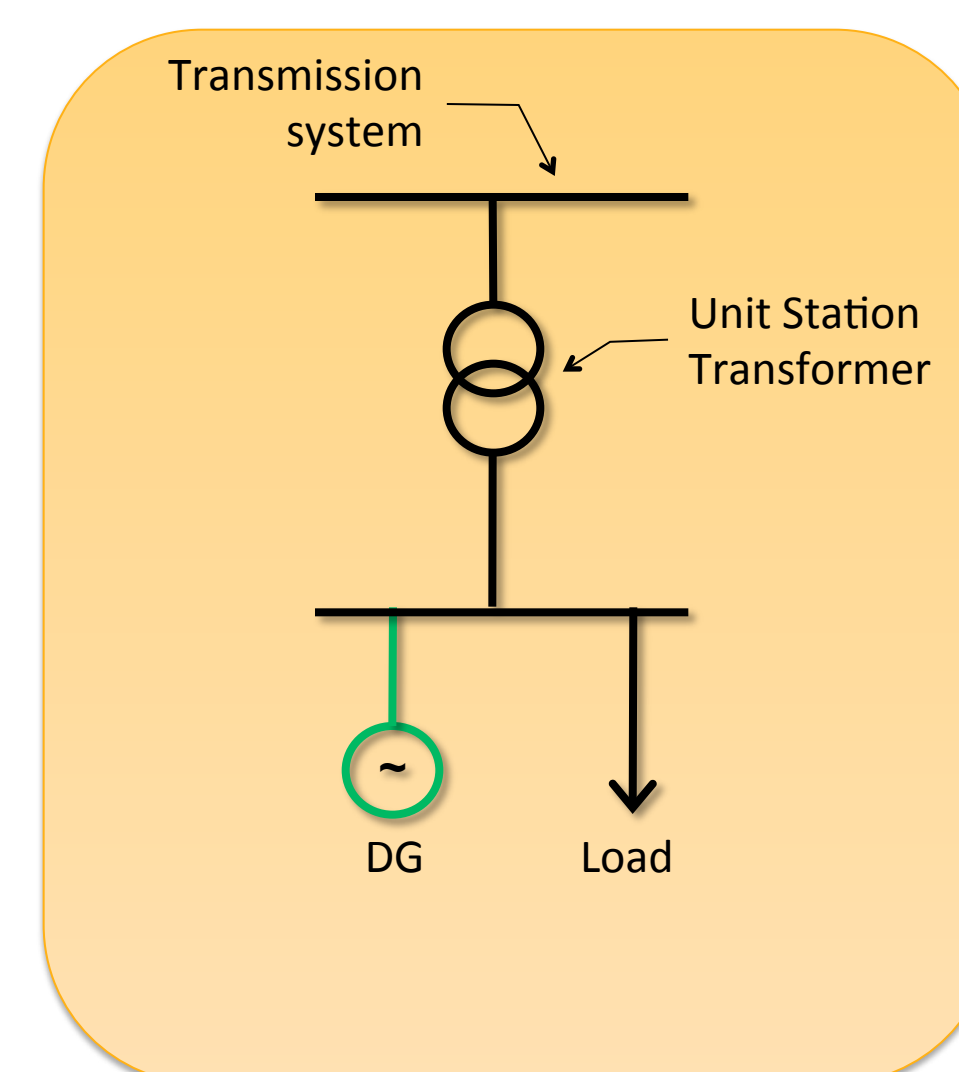 Transmission
system
Unit Station
Transformer
~
DG
Load